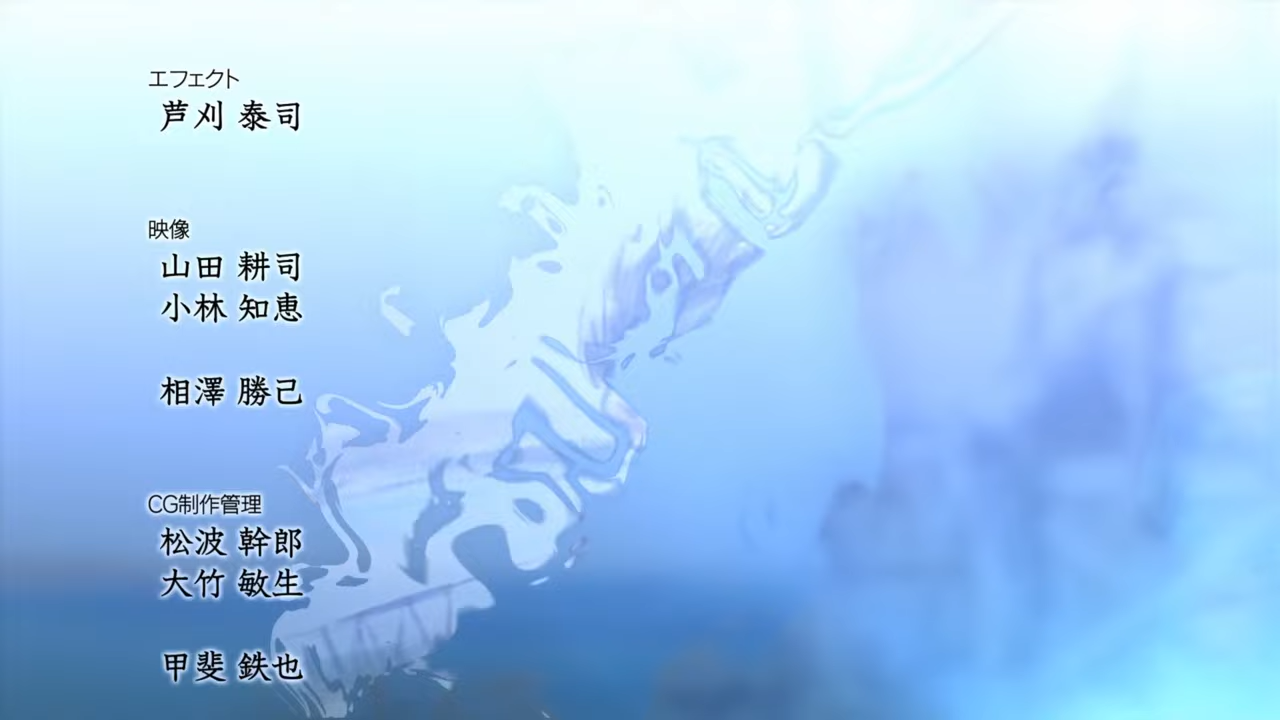 エフェクト
芦刈 泰司
映像
山田 耕司
小林 知恵
相澤 勝己
CG制作管理
松波 幹郎
大竹 敏生
甲斐 鉄也